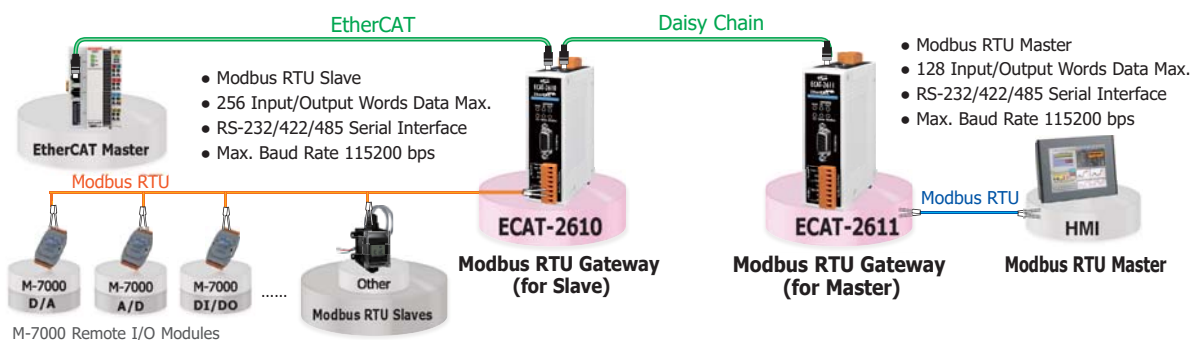 EtherCAT
Daisy Chain
● Modbus RTU Slave
● 256 Input/Output Words Data Max.
● RS-232/422/485 Serial Interface
● Max. Baud Rate 115200 bps
● Modbus RTU Master
● 128 Input/Output Words Data Max.
● RS-232/422/485 Serial Interface
● Max. Baud Rate 115200 bps
ECAT-2610
ECAT-2611
EtherCAT Master
Modbus RTU
Modbus RTU
ECAT-2610
ECAT-2611
HMI
Modbus RTU Gateway
(for Slave)
Modbus RTU Gateway
(for Master)
Modbus RTU Master
M-7000
D/A
M-7000
A/D
M-7000
DI/DO
......
Other
Modbus RTU Slaves
M-7000 Remote I/O Modules